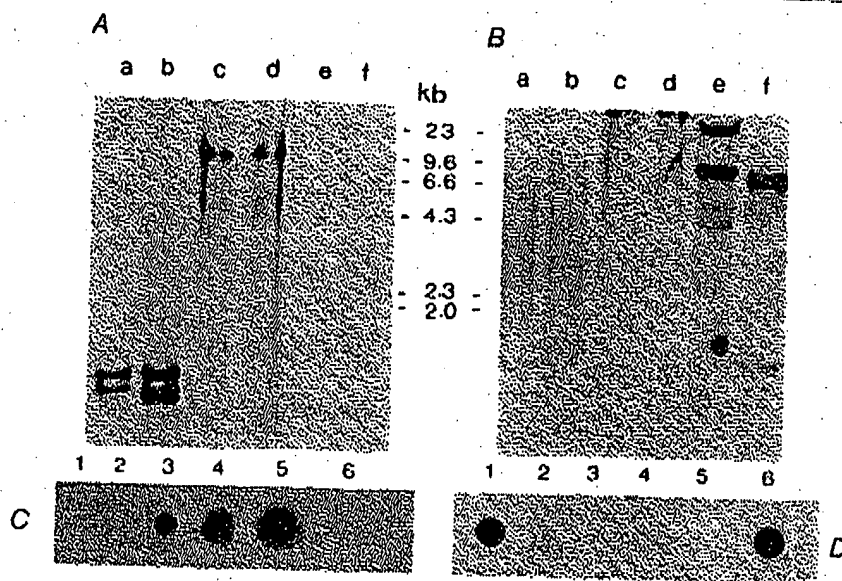 A
B
a b c d e f
kb
a b c d e f
- 23 -
- 9.6 -
- 6.6 -
- 4.3 -
- 2.3 -
- 2.0 -
1 2 3 4 5 6
1 2 3 4 5 6
C
D